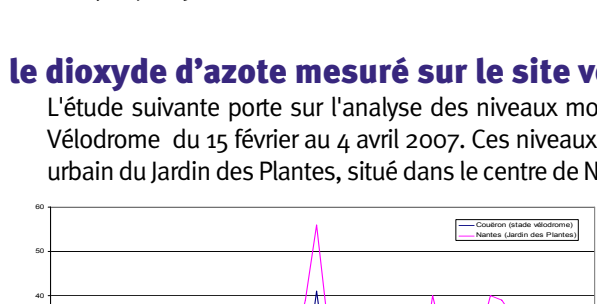 le dioxyde d'azote mesuré sur le site
L'étude suivante porte sur l'analyse des niveaux
Vélodrome du 15 février au 4 avril 2007. Ces niveaux
urbain du Jardin des Plantes, situé dans le centre de
60
Couëron (stade vélodrome)
Nantes (Jardin des Plantes)
50
40